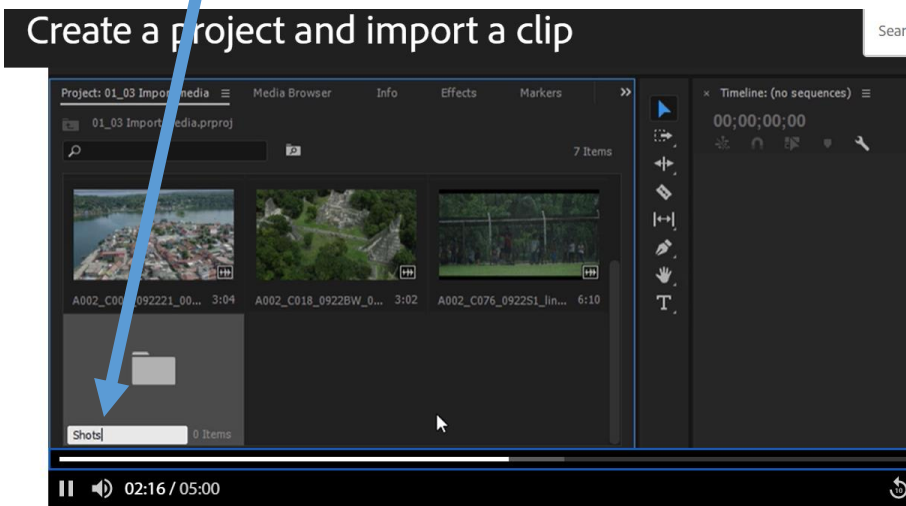 Create a project and import a clip
Sear
Project: 01_03 Import media ≡ Media Browser Info Effects Markers »
× Timeline: (no sequences) ≡
01_03 Import media.prproj
00;00;00;00
7 Items
3:04
A002_C018_0922BW_0... 3:02
A002_C076_0922S1_lin... 6:10
T
Shots 0 Items
02:16 / 05:00
10